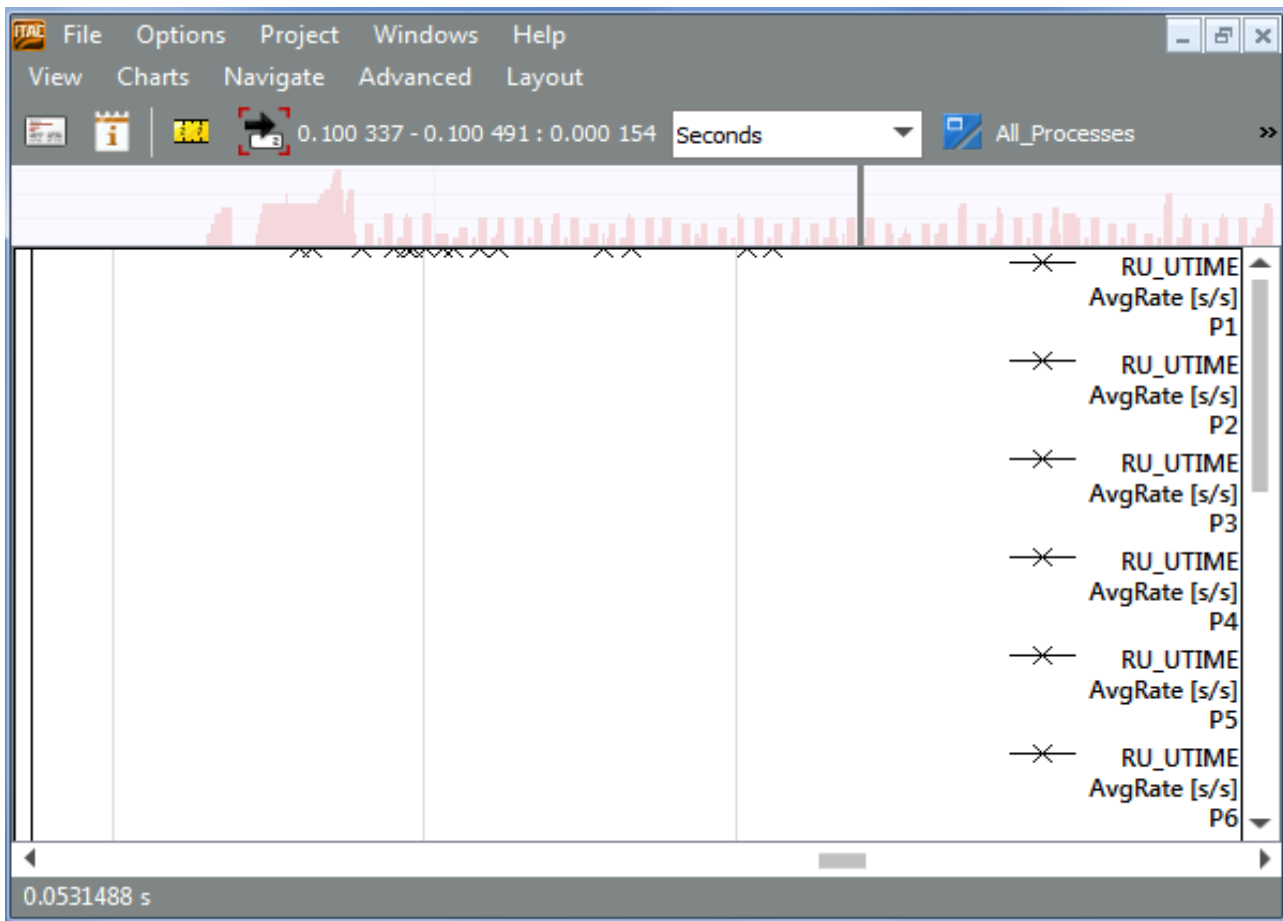 ITAC File Options Project Windows Help
View Charts Navigate Advanced Layout
0.100 337 - 0.100 491 : 0.000 154 Seconds All_Processes »
RU_UTIME
AvgRate [s/s]
P1
RU_UTIME
AvgRate [s/s]
P2
RU_UTIME
AvgRate [s/s]
P3
RU_UTIME
AvgRate [s/s]
P4
RU_UTIME
AvgRate [s/s]
P5
RU_UTIME
AvgRate [s/s]
P6
0.0531488 s